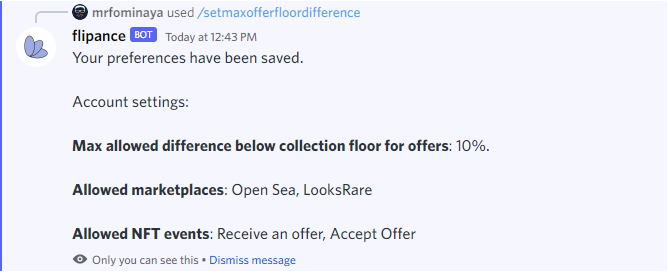 mrfominaya used /setmaxofferfloordifference
flipance BOT Today at 12:43 PM
Your preferences have been saved.
Account settings:
Max allowed difference below collection floor for offers: 10%.
Allowed marketplaces: Open Sea, LooksRare
Allowed NFT events: Receive an offer, Accept Offer
Only you can see this • Dismiss message